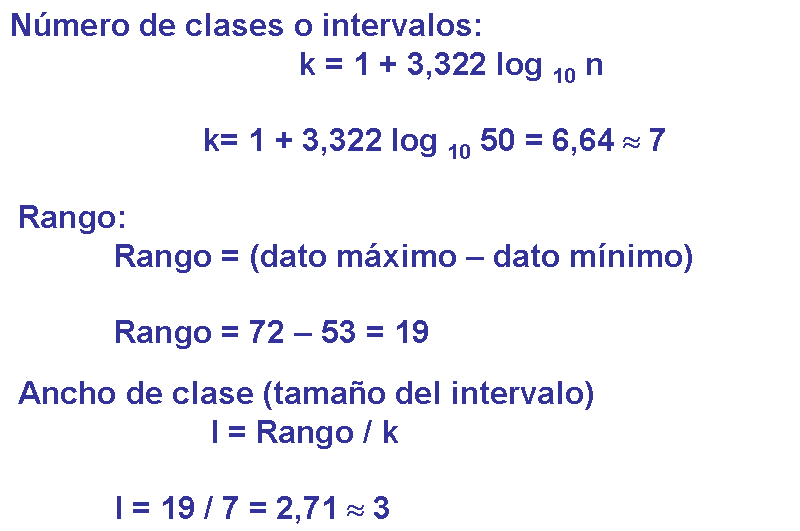 Número de clases o intervalos:
k = 1 + 3,322 log 10 n
k= 1 + 3,322 log 10 50 = 6,64 ≈ 7
Rango:
Rango = (dato máximo – dato mínimo)
Rango = 72 – 53 = 19
Ancho de clase (tamaño del intervalo)
I = Rango / k
I = 19 / 7 = 2,71 ≈ 3